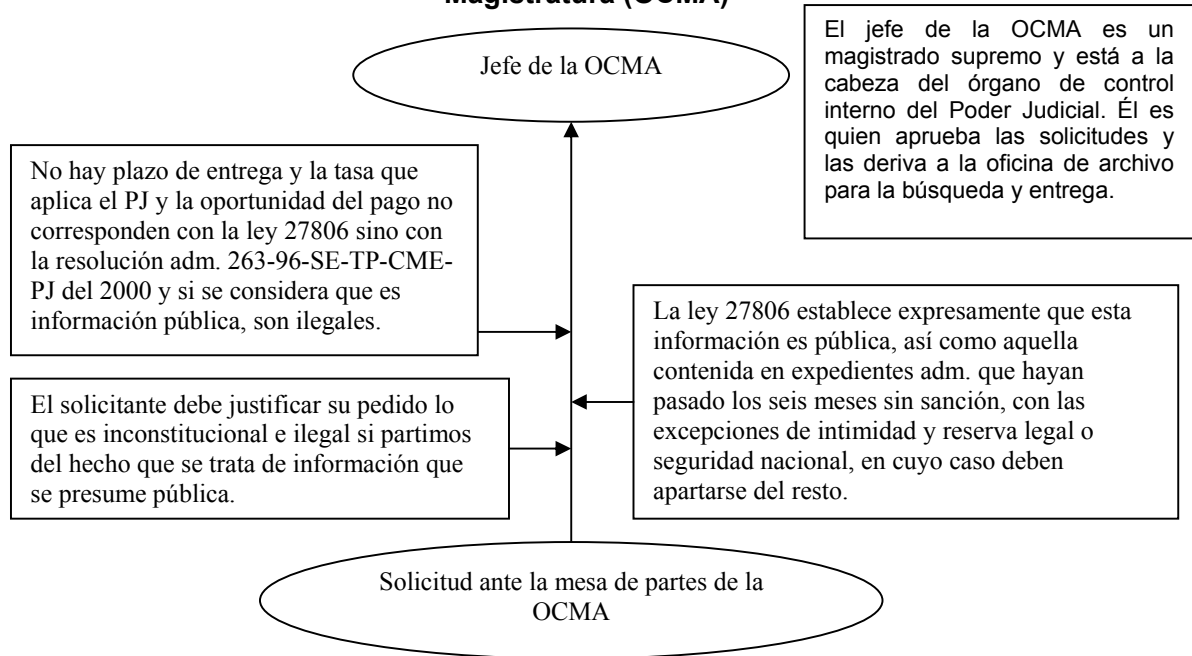 Magistratura (OCMA)
Jefe de la OCMA
El jefe de la OCMA es un
magistrado supremo y está a la
cabeza del órgano de control
interno del Poder Judicial. Él es
quien aprueba las solicitudes y
las deriva a la oficina de archivo
para la búsqueda y entrega.
No hay plazo de entrega y la tasa que
aplica el PJ y la oportunidad del pago no
corresponden con la ley 27806 sino con
la resolución adm. 263-96-SE-TP-CME-
PJ del 2000 y si se considera que es
información pública, son ilegales.
La ley 27806 establece expresamente que esta
información es pública, así como aquella
contenida en expedientes adm. que hayan
pasado los seis meses sin sanción, con las
excepciones de intimidad y reserva legal o
seguridad nacional, en cuyo caso deben
apartarse del resto.
El solicitante debe justificar su pedido lo
que es inconstitucional e ilegal si partimos
del hecho que se trata de información que
se presume pública.
Solicitud ante la mesa de partes de la
OCMA